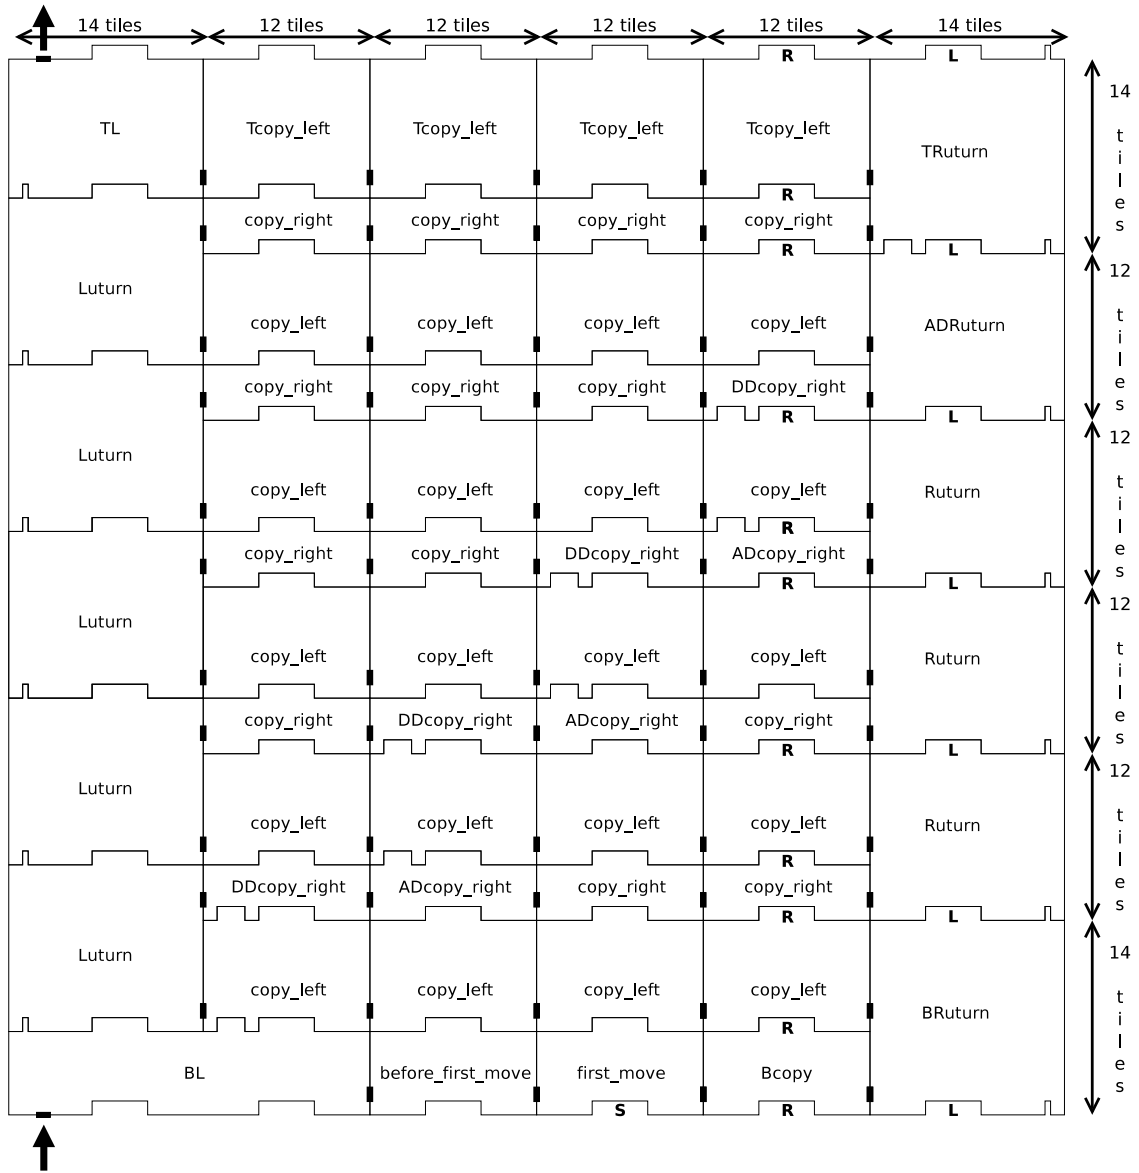 14 tiles 12 tiles 12 tiles 12 tiles 12 tiles 14 tiles
R L
14 tiles
TL Tcopy_left Tcopy_left Tcopy_left Tcopy_left TRuturn
R
copy_right copy_right copy_right copy_right
R L
12 tiles
Luturn copy_left copy_left copy_left copy_left ADRuturn
copy_right copy_right copy_right DDcopy_right
R L
12 tiles
Luturn copy_left copy_left copy_left copy_left Ruturn
R
copy_right copy_right DDcopy_right ADcopy_right
R L
12 tiles
Luturn copy_left copy_left copy_left copy_left Ruturn
copy_right DDcopy_right ADcopy_right copy_right
R L
12 tiles
Luturn copy_left copy_left copy_left copy_left Ruturn
R
DDcopy_right ADcopy_right copy_right copy_right
R L
14 tiles
Luturn copy_left copy_left copy_left copy_left BRuturn
R
BL before_first_move first_move Bcopy
S R L